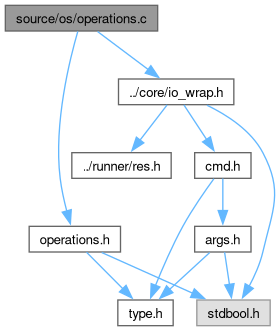 source/os/operations.c
../core/io_wrap.h
../runner/res.h
cmd.h
operations.h
args.h
type.h
stdbool.h